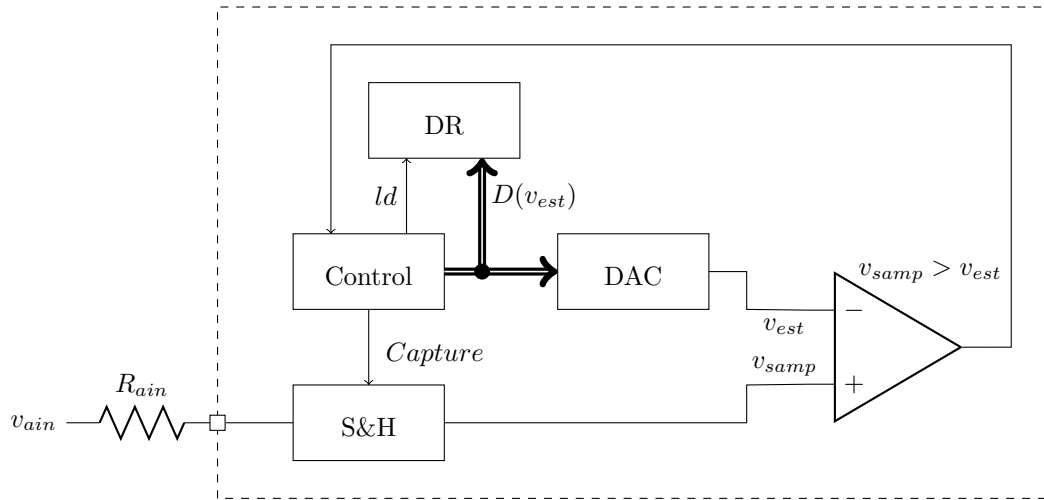 DR
ld
D(v_est)
Control
DAC
v_samp > v_est
−
v_est
Capture
v_samp
+
R_ain
v_ain
S&H